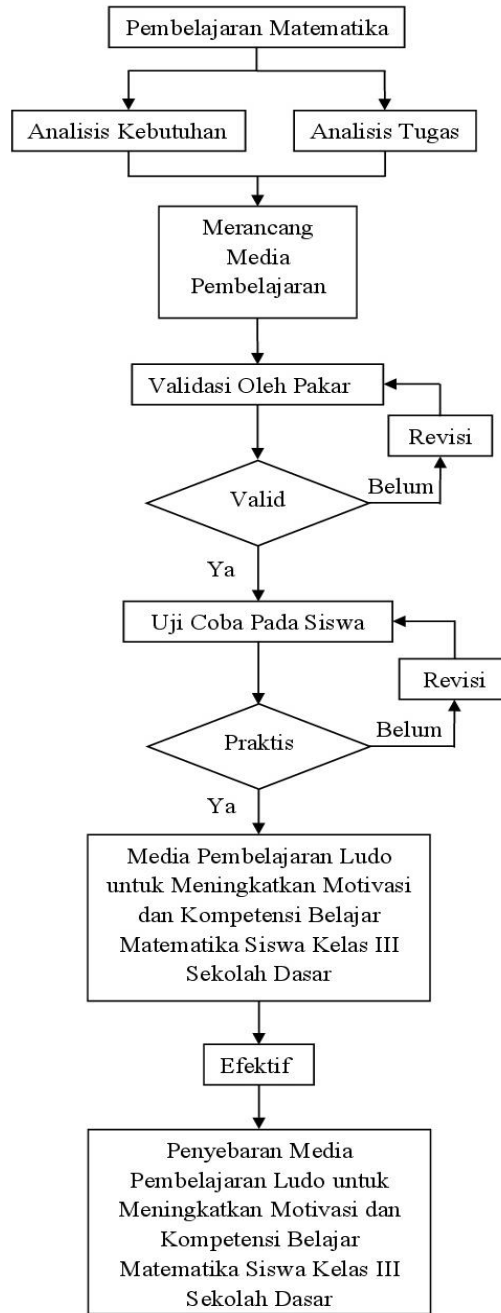 Pembelajaran Matematika
Analisis Kebutuhan
Analisis Tugas
Merancang
Media
Pembelajaran
Validasi Oleh Pakar
Revisi
Valid
Belum
Ya
Uji Coba Pada Siswa
Revisi
Praktis
Belum
Ya
Media Pembelajaran Ludo
untuk Meningkatkan Motivasi
dan Kompetensi Belajar
Matematika Siswa Kelas III
Sekolah Dasar
Efektif
Penyebaran Media
Pembelajaran Ludo untuk
Meningkatkan Motivasi dan
Kompetensi Belajar
Matematika Siswa Kelas III
Sekolah Dasar